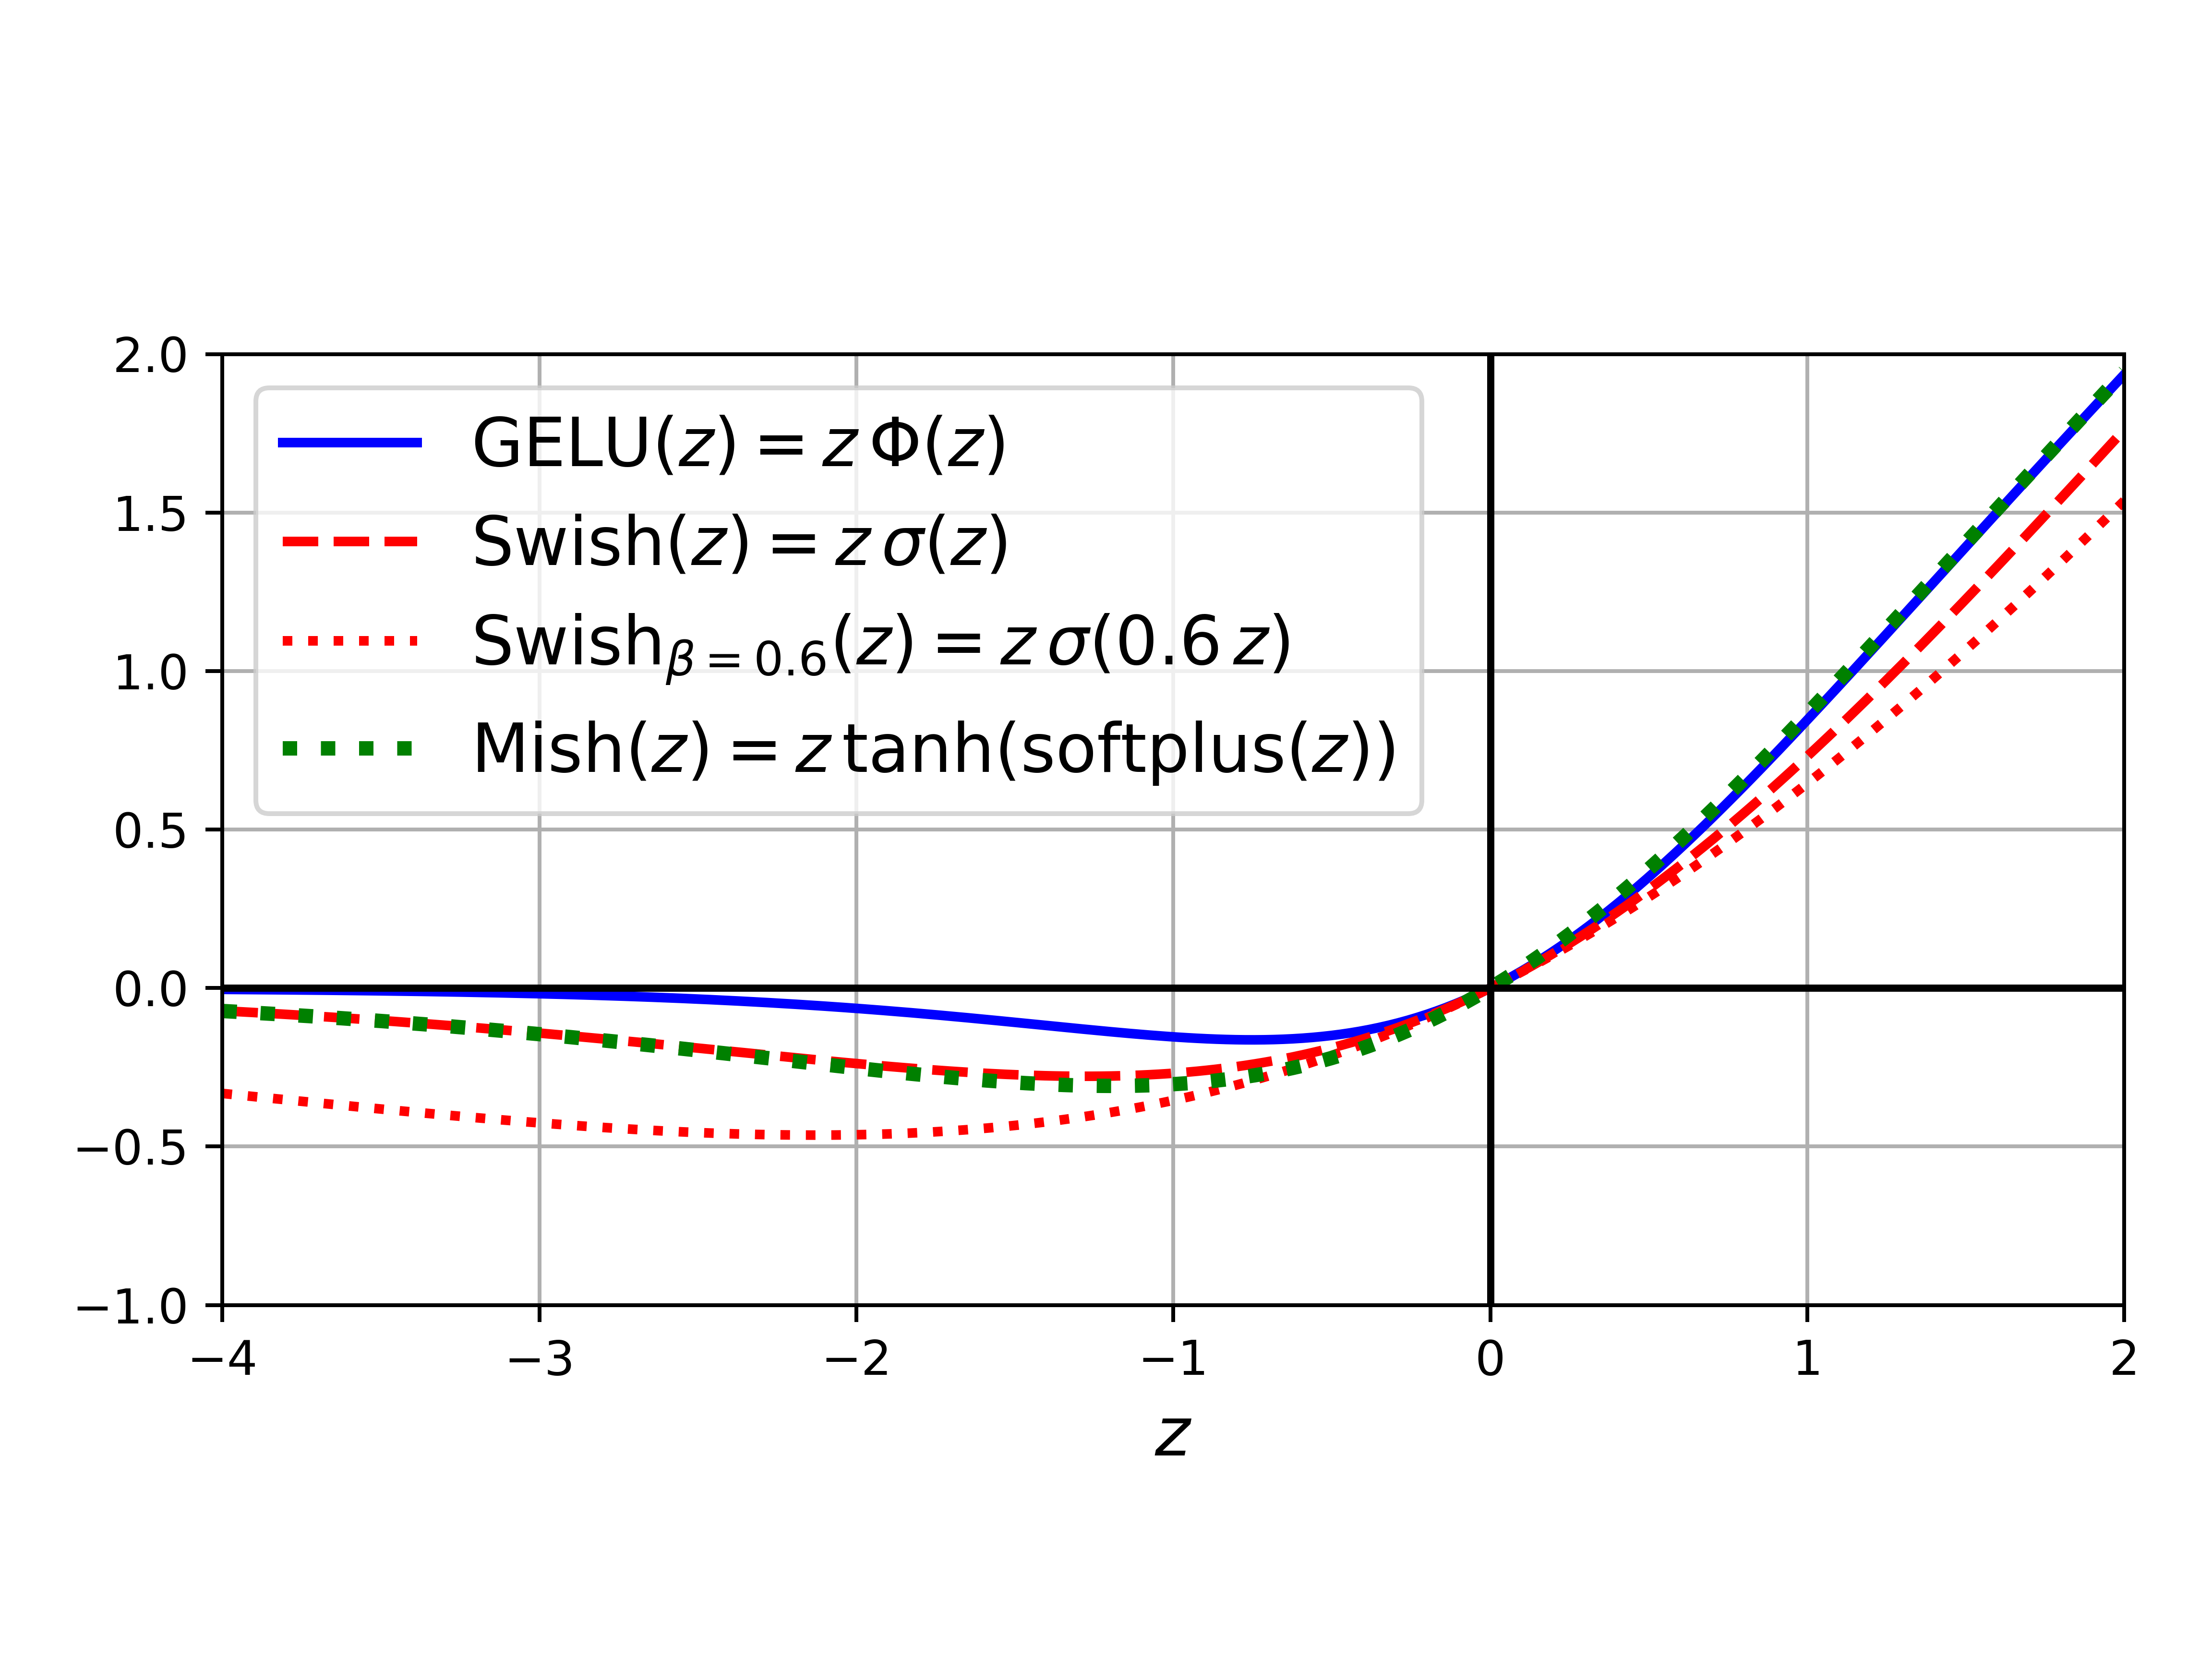 2.0
1.5
1.0
0.5
0.0
−0.5
−1.0
GELU(z) = z Φ(z)
Swish(z) = z σ(z)
Swishβ = 0.6(z) = z σ(0.6 z)
Mish(z) = z tanh(softplus(z))
−4 −3 −2 −1 0 1 2
z